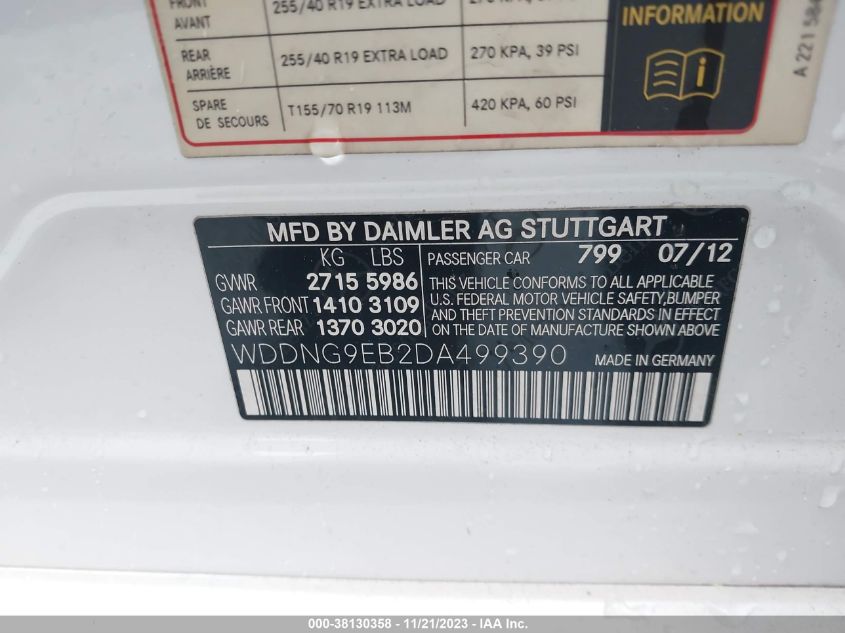 AVANT 255/40 R19 EXTRA LOAD
REAR
ARRIÈRE 255/40 R19 EXTRA LOAD 270 KPA, 39 PSI
SPARE
DE SECOURS T155/70 R19 113M 420 KPA, 60 PSI
INFORMATION
A 221 584
MFD BY DAIMLER AG STUTTGART
KG LBS PASSENGER CAR 799 07/12
GVWR 2715 5986
GAWR FRONT 1410 3109
GAWR REAR 1370 3020
THIS VEHICLE CONFORMS TO ALL APPLICABLE
U.S. FEDERAL MOTOR VEHICLE SAFETY,BUMPER
AND THEFT PREVENTION STANDARDS IN EFFECT
ON THE DATE OF MANUFACTURE SHOWN ABOVE
WDDNG9EB2DA499390 MADE IN GERMANY
000-38130358 - 11/21/2023 - IAA Inc.